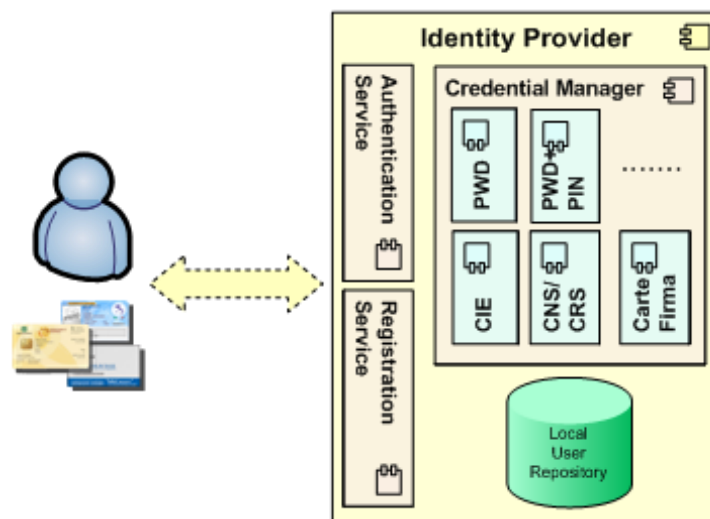 Identity Provider
Authentication
Service
Registration
Service
Credential Manager
PWD
PWD+
PIN
.......
CIE
CNS/
CRS
Carte
Firma
Local
User
Repository